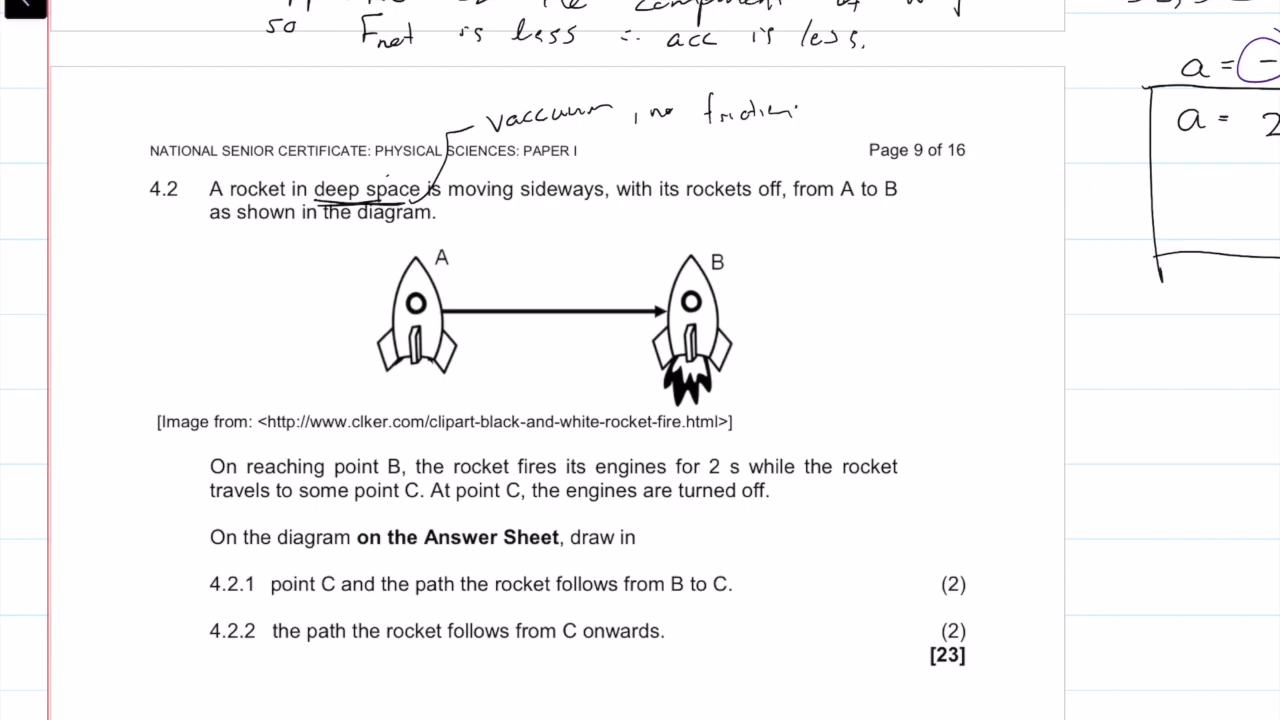 so Fnet is less ∴ acc is less.
a = -
a = 2
vaccuum , no friction.
NATIONAL SENIOR CERTIFICATE: PHYSICAL SCIENCES: PAPER I Page 9 of 16
4.2 A rocket in deep space is moving sideways, with its rockets off, from A to B
as shown in the diagram.
A
B
[Image from: <http://www.clker.com/clipart-black-and-white-rocket-fire.html>]
On reaching point B, the rocket fires its engines for 2 s while the rocket
travels to some point C. At point C, the engines are turned off.
On the diagram on the Answer Sheet, draw in
4.2.1 point C and the path the rocket follows from B to C. (2)
4.2.2 the path the rocket follows from C onwards. (2)
[23]